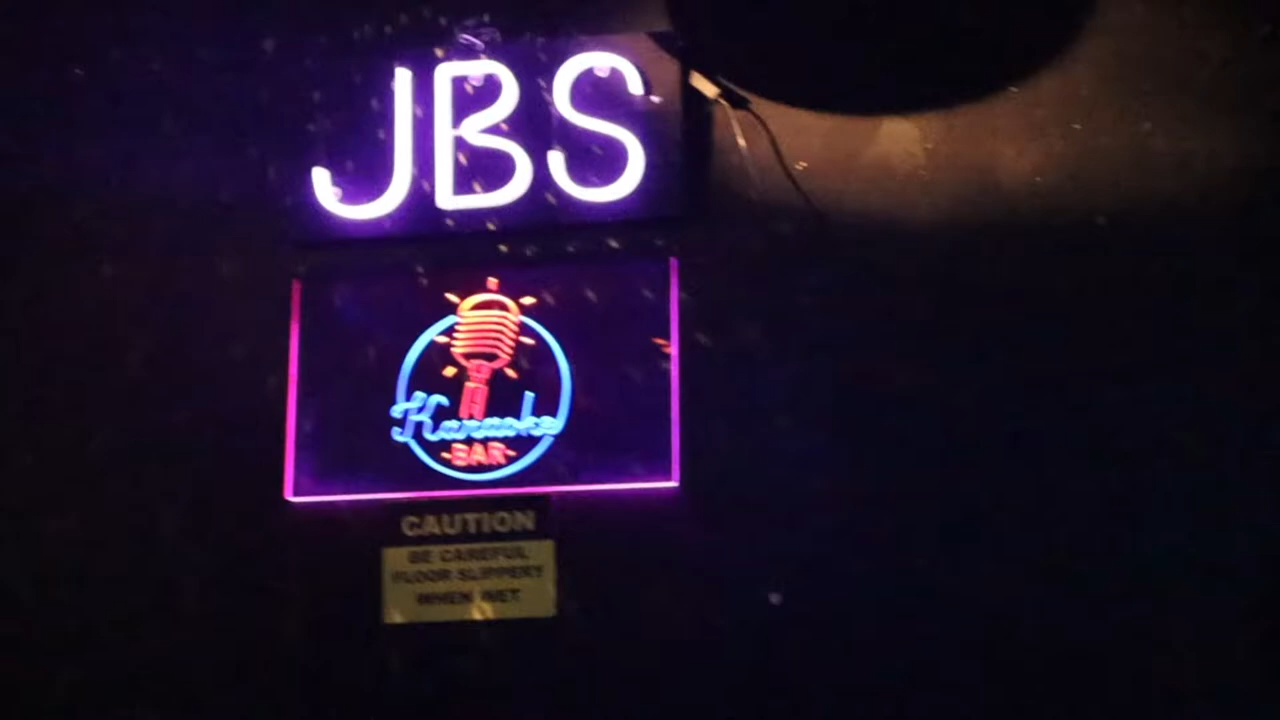 JBS
Karaoke
BAR
CAUTION
BE CAREFUL
FLOOR SLIPPERY
WHEN WET